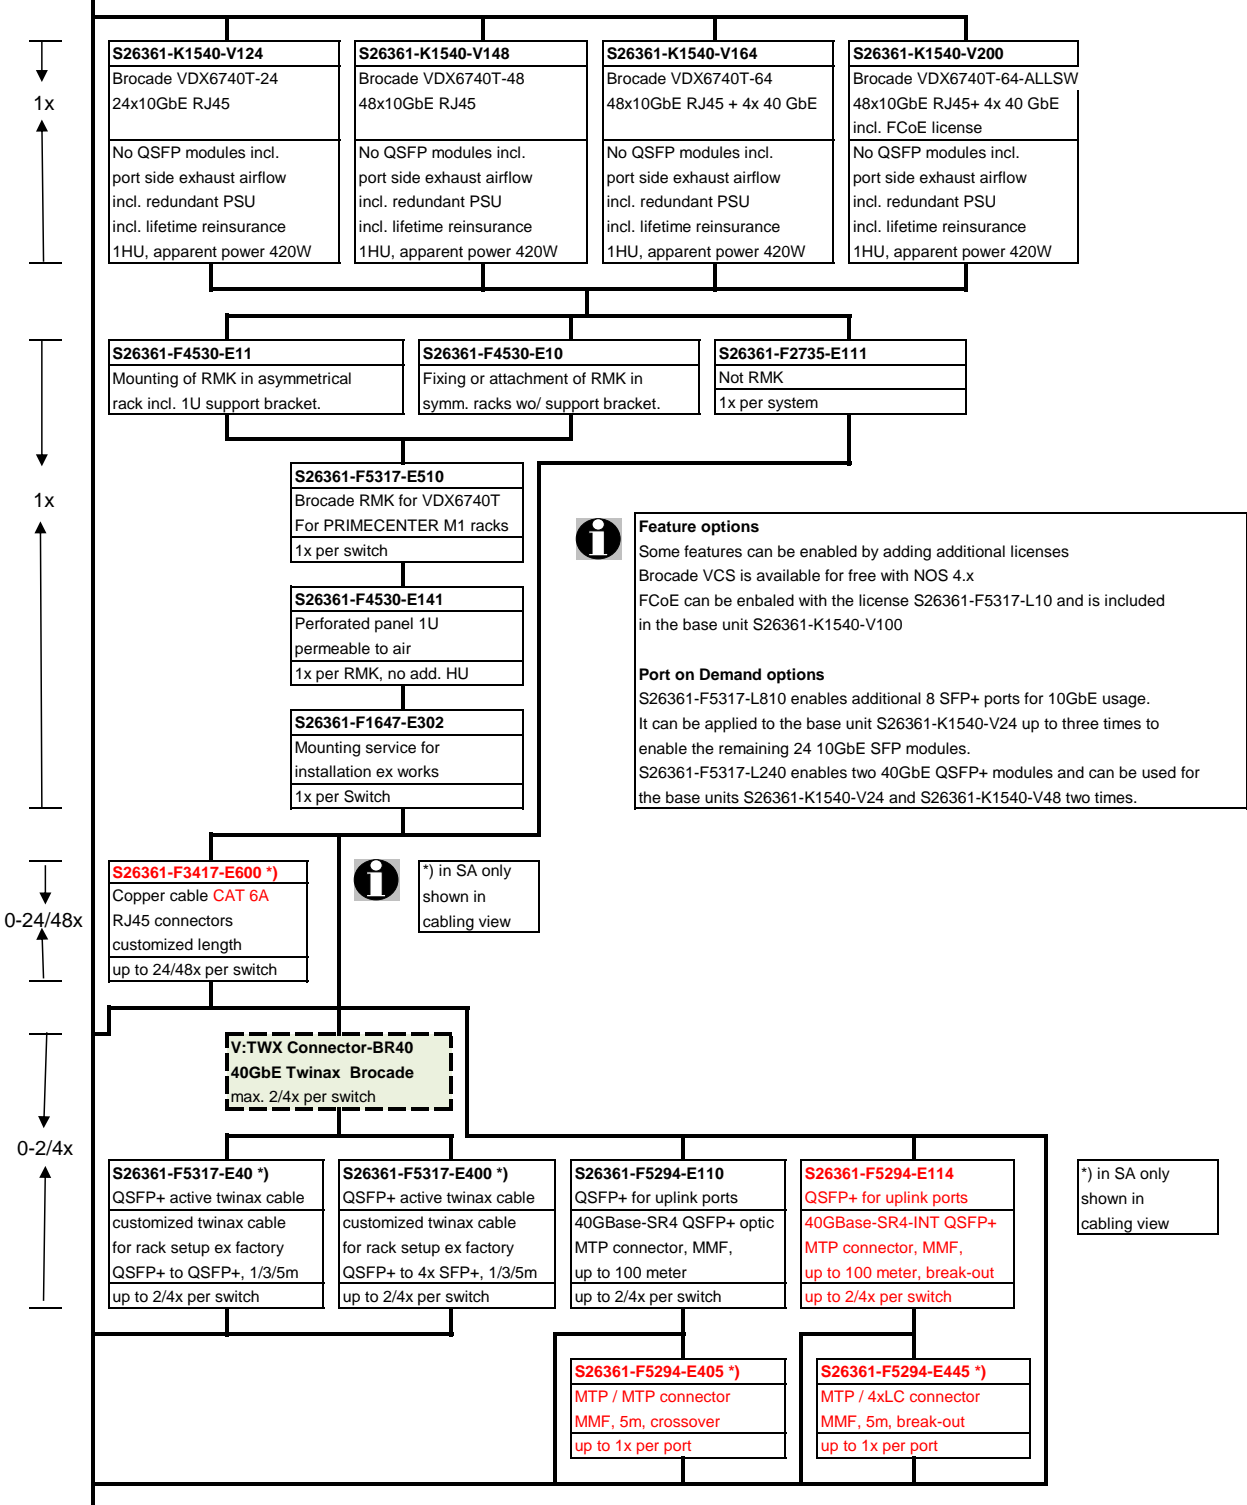 S26361-K1540-V124
Brocade VDX6740T-24
24x10GbE RJ45
No QSFP modules incl.
port side exhaust airflow
incl. redundant PSU
incl. lifetime reinsurance
1HU, apparent power 420W
S26361-K1540-V148
Brocade VDX6740T-48
48x10GbE RJ45
No QSFP modules incl.
port side exhaust airflow
incl. redundant PSU
incl. lifetime reinsurance
1HU, apparent power 420W
S26361-K1540-V164
Brocade VDX6740T-64
48x10GbE RJ45 + 4x 40 GbE
No QSFP modules incl.
port side exhaust airflow
incl. redundant PSU
incl. lifetime reinsurance
1HU, apparent power 420W
S26361-K1540-V200
Brocade VDX6740T-64-ALLSW
48x10GbE RJ45+ 4x 40 GbE
incl. FCoE license
No QSFP modules incl.
port side exhaust airflow
incl. redundant PSU
incl. lifetime reinsurance
1HU, apparent power 420W
1x
S26361-F4530-E11
Mounting of RMK in asymmetrical
rack incl. 1U support bracket.
S26361-F4530-E10
Fixing or attachment of RMK in
symm. racks wo/ support bracket.
S26361-F2735-E111
Not RMK
1x per system
1x
S26361-F5317-E510
Brocade RMK for VDX6740T
For PRIMECENTER M1 racks
1x per switch
S26361-F4530-E141
Perforated panel 1U
permeable to air
1x per RMK, no add. HU
S26361-F1647-E302
Mounting service for
installation ex works
1x per Switch
Feature options
Some features can be enabled by adding additional licenses
Brocade VCS is available for free with NOS 4.x
FCoE can be enbaled with the license S26361-F5317-L10 and is included
in the base unit S26361-K1540-V100
Port on Demand options
S26361-F5317-L810 enables additional 8 SFP+ ports for 10GbE usage.
It can be applied to the base unit S26361-K1540-V24 up to three times to
enable the remaining 24 10GbE SFP modules.
S26361-F5317-L240 enables two 40GbE QSFP+ modules and can be used for
the base units S26361-K1540-V24 and S26361-K1540-V48 two times.
0-24/48x
S26361-F3417-E600 *)
Copper cable CAT 6A
RJ45 connectors
customized length
up to 24/48x per switch
*) in SA only
shown in
cabling view
V:TWX Connector-BR40
40GbE Twinax Brocade
max. 2/4x per switch
0-2/4x
S26361-F5317-E40 *)
QSFP+ active twinax cable
customized twinax cable
for rack setup ex factory
QSFP+ to QSFP+, 1/3/5m
up to 2/4x per switch
S26361-F5317-E400 *)
QSFP+ active twinax cable
customized twinax cable
for rack setup ex factory
QSFP+ to 4x SFP+, 1/3/5m
up to 2/4x per switch
S26361-F5294-E110
QSFP+ for uplink ports
40GBase-SR4 QSFP+ optic
MTP connector, MMF,
up to 100 meter
up to 2/4x per switch
S26361-F5294-E114
QSFP+ for uplink ports
40GBase-SR4-INT QSFP+
MTP connector, MMF,
up to 100 meter, break-out
up to 2/4x per switch
*) in SA only
shown in
cabling view
S26361-F5294-E405 *)
MTP / MTP connector
MMF, 5m, crossover
up to 1x per port
S26361-F5294-E445 *)
MTP / 4xLC connector
MMF, 5m, break-out
up to 1x per port